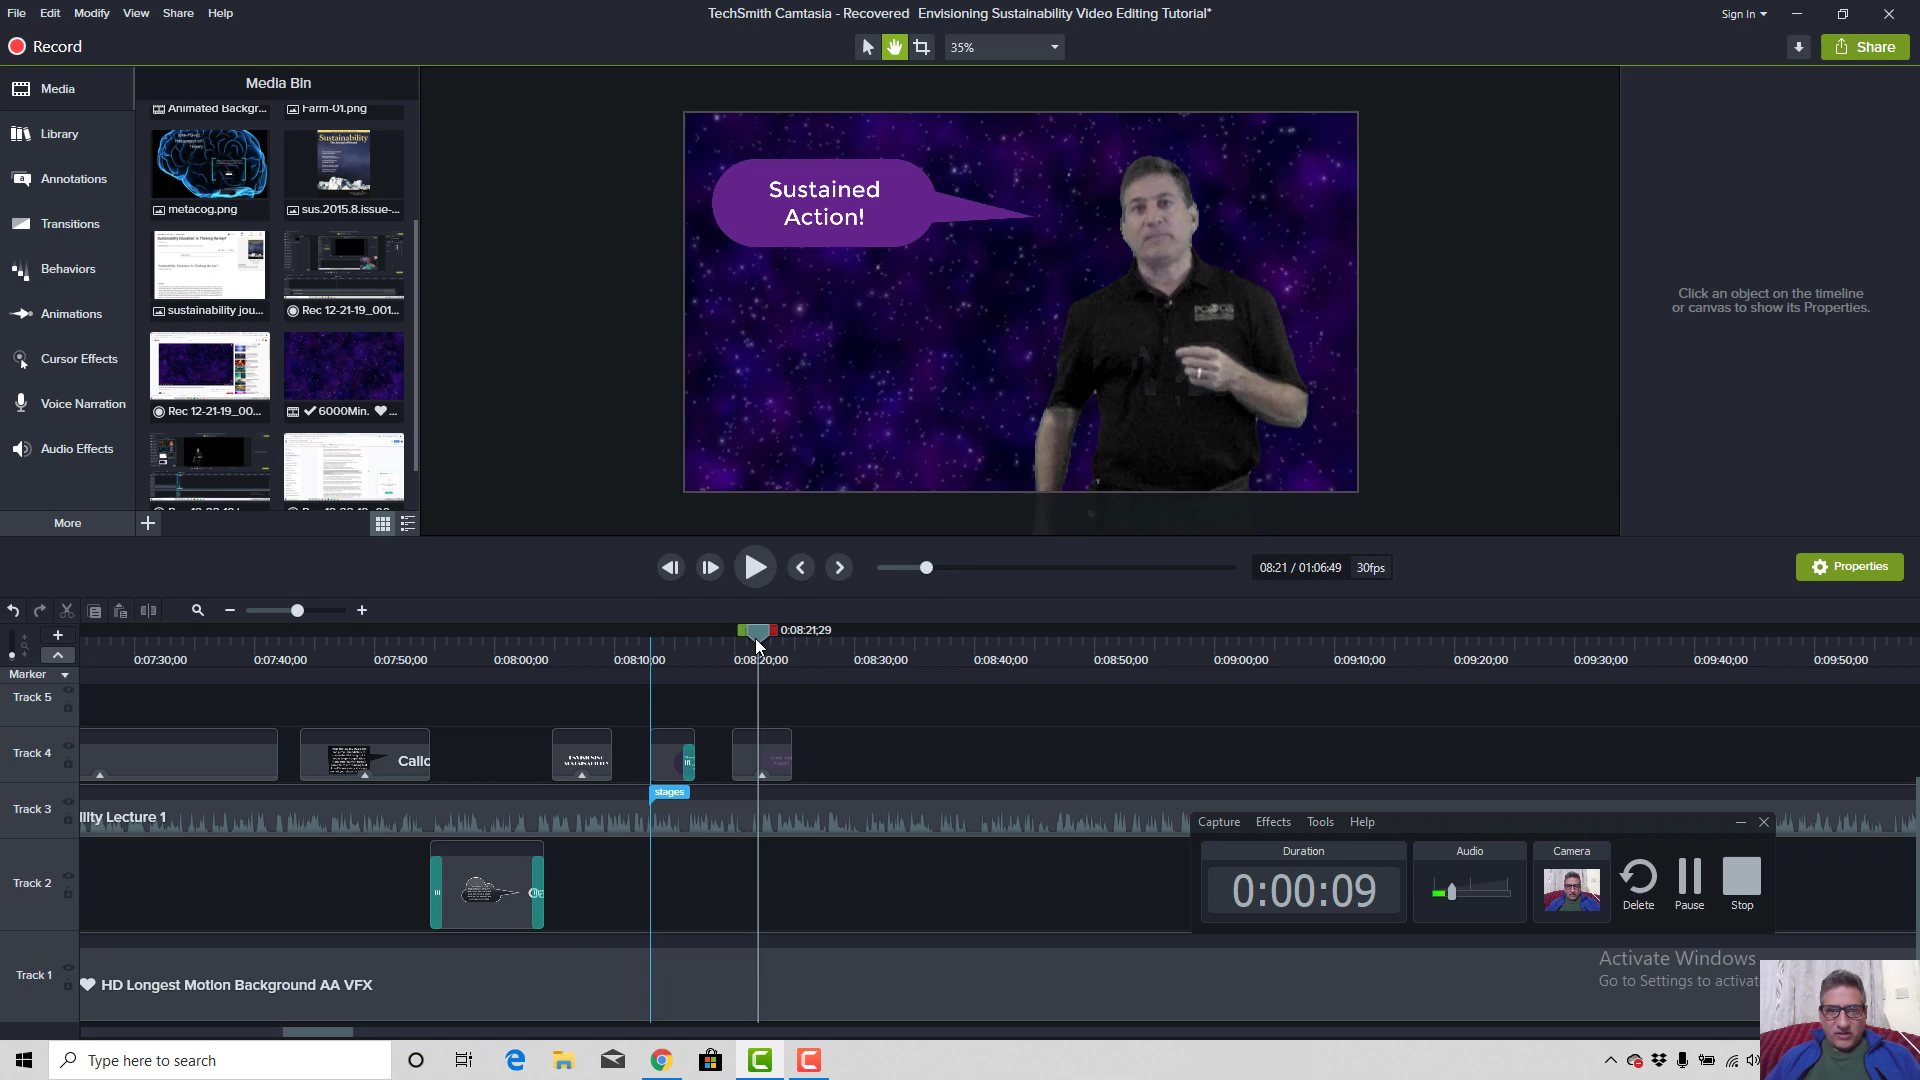 File Edit Modify View Share Help
TechSmith Camtasia - Recovered Envisioning Sustainability Video Editing Tutorial*
Sign In
Record
35%
Share
Media
Library
Annotations
Transitions
Behaviors
Animations
Cursor Effects
Voice Narration
Audio Effects
More
Media Bin
Animated Backgr...
Farm-01.png
Sustainability
metacog.png
sus.2015.8.issue-...
sustainability jou...
Rec 12-21-19_001...
Rec 12-21-19_00...
6000Min.
Sustained
Action!
Click an object on the timeline
or canvas to show its Properties.
08:21 / 01:06:49
30fps
Properties
0:08:21;29
0:07:30;00
0:07:40;00
0:07:50;00
0:08:00;00
0:08:10;00
0:08:20;00
0:08:30;00
0:08:40;00
0:08:50;00
0:09:00;00
0:09:10;00
0:09:20;00
0:09:30;00
0:09:40;00
0:09:50;00
Marker
Track 5
Track 4
Callo
stages
Track 3
ility Lecture 1
Track 2
Track 1
HD Longest Motion Background AA VFX
Capture Effects Tools Help
Duration
0:00:09
Audio
Camera
Delete
Pause
Stop
Activate Windows
Go to Settings to activat
Type here to search